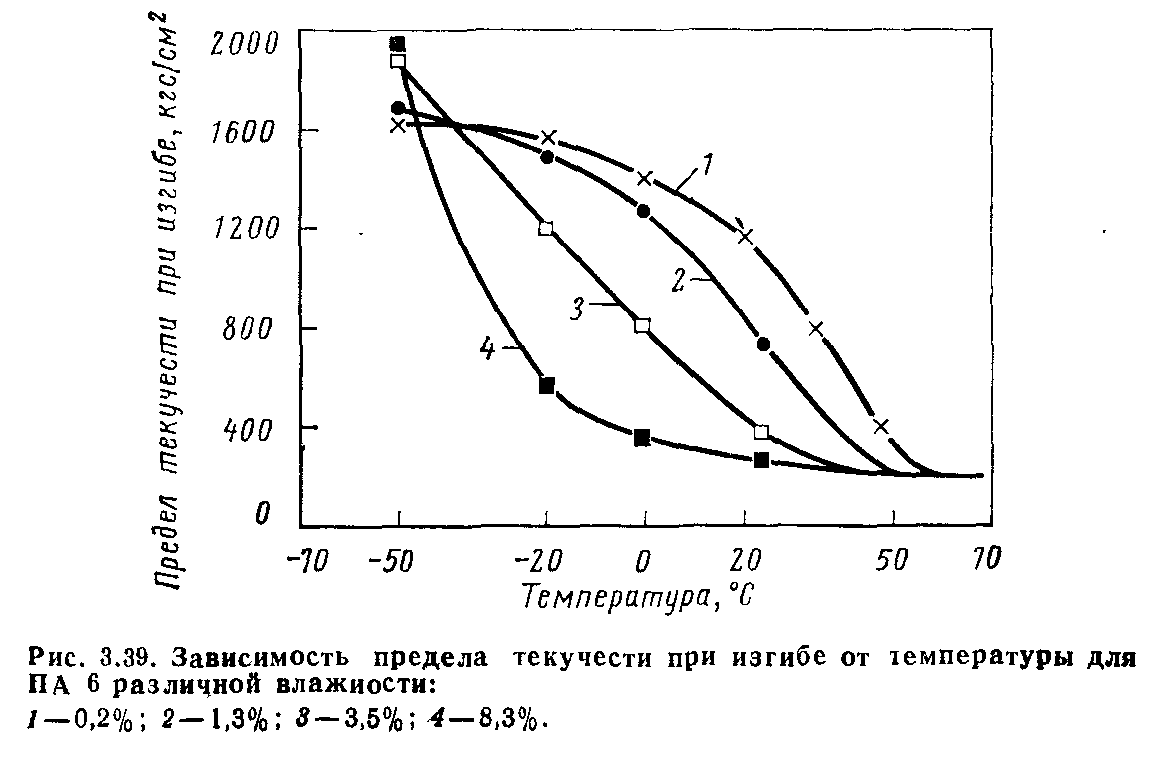 Предел текучести при изгибе, кгс/см²
2000
1600
1200
800
400
0
1
2
3
4
-70 -50 -20 0 20 50 70
Температура, °С
Рис. 3.39. Зависимость предела текучести при изгибе от температуры для
ПА 6 различной влажиости:
1—0,2%; 2—1,3%; 3—3,5%; 4—8,3%.